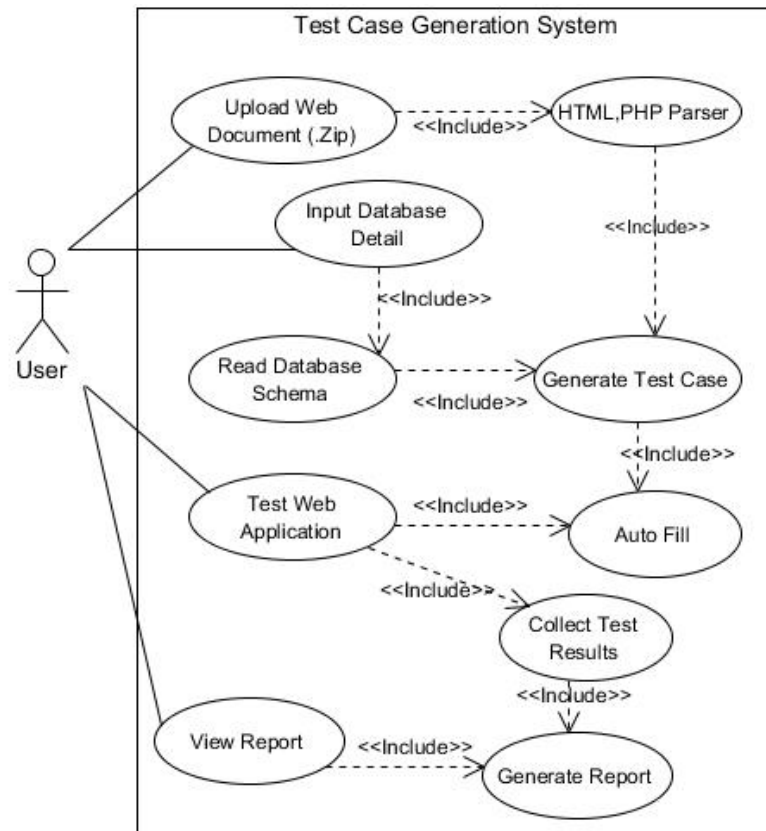 Test Case Generation System
Upload Web
Document (.Zip)
<<Include>>
HTML,PHP Parser
Input Database
Detail
<<Include>>
<<Include>>
User
Read Database
Schema
<<Include>>
Generate Test Case
<<Include>>
Test Web
Application
<<Include>>
Auto Fill
<<Include>>
Collect Test
Results
<<Include>>
View Report
<<Include>>
Generate Report